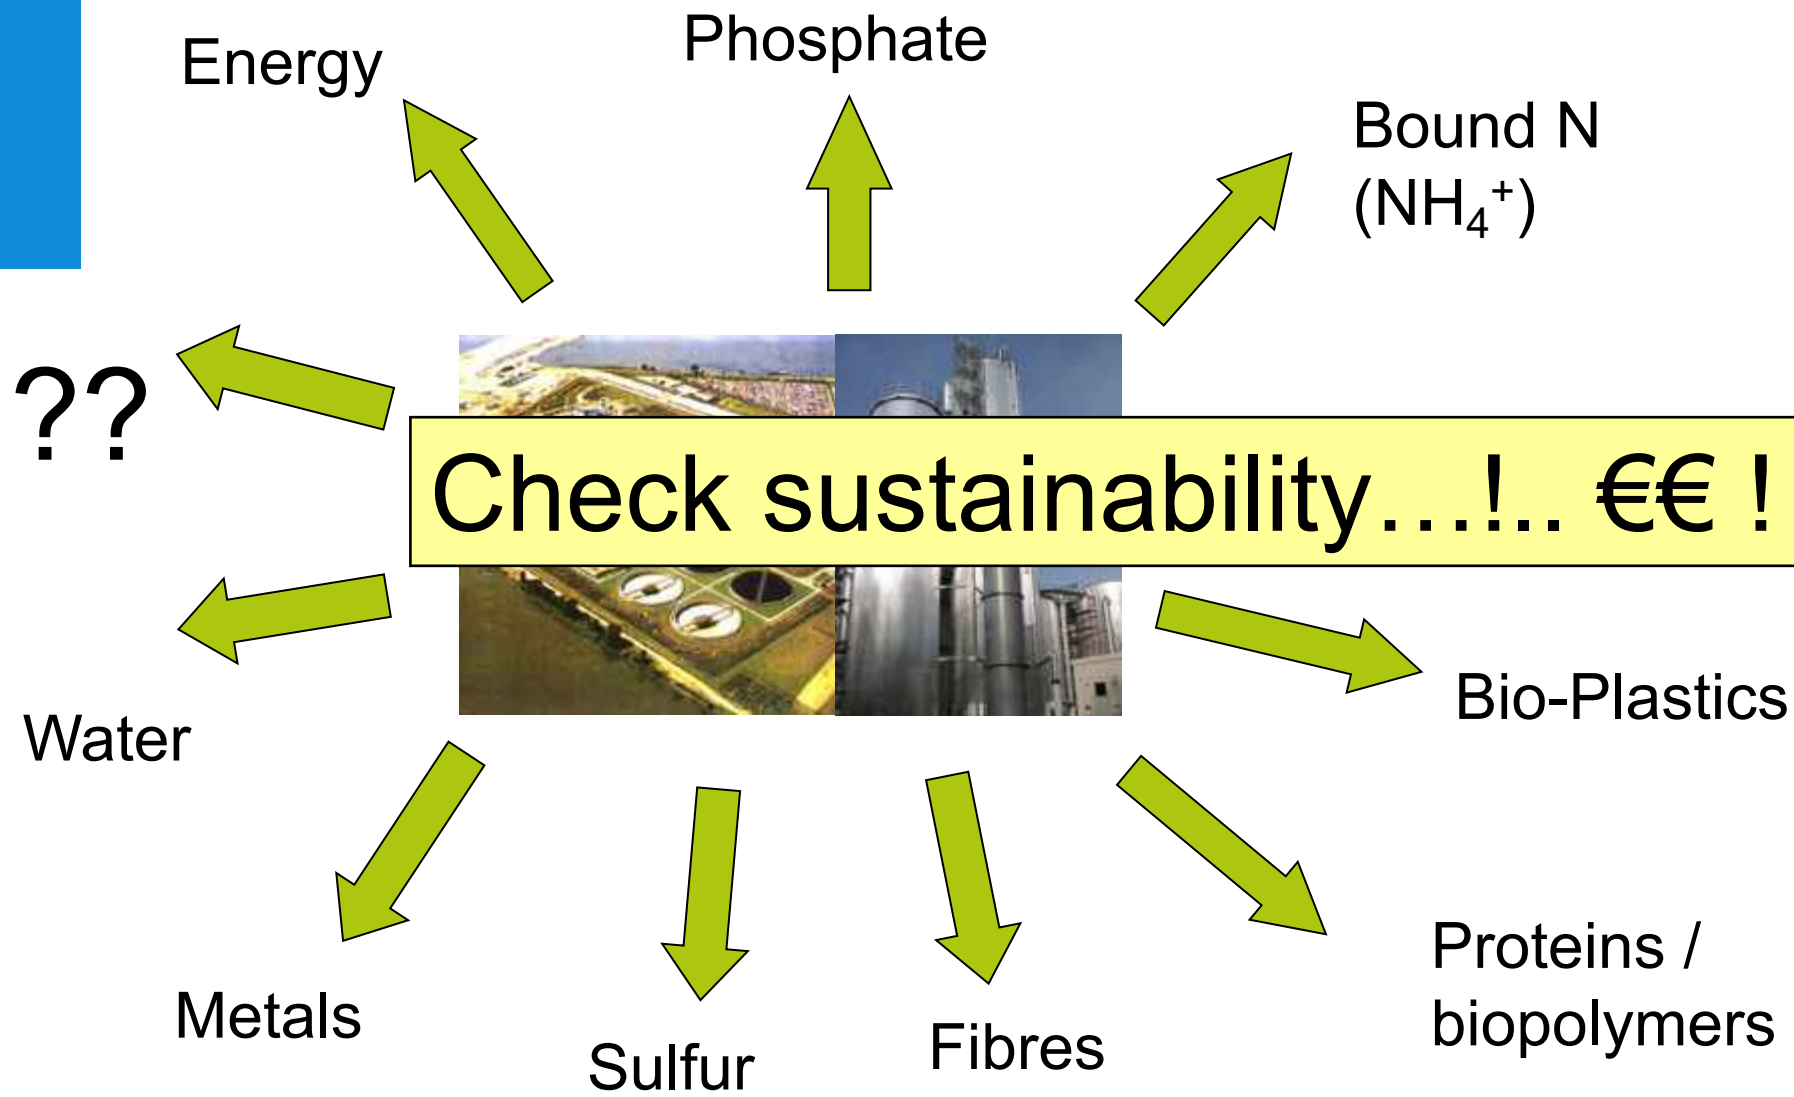 Energy
Phosphate
Bound N
(NH₄⁺)
??
Check sustainability…!.. €€ !
Water
Bio-Plastics
Metals
Sulfur
Fibres
Proteins /
biopolymers